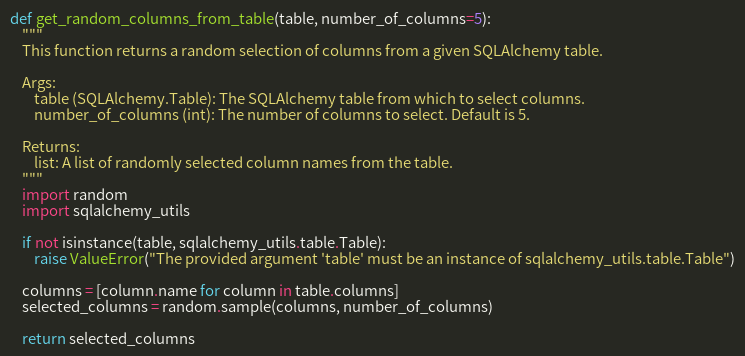 def get_random_columns_from_table(table, number_of_columns=5):
    """
    This function returns a random selection of columns from a given SQLAlchemy table.

    Args:
        table (SQLAlchemy.Table): The SQLAlchemy table from which to select columns.
        number_of_columns (int): The number of columns to select. Default is 5.

    Returns:
        list: A list of randomly selected column names from the table.
    """
    import random
    import sqlalchemy_utils

    if not isinstance(table, sqlalchemy_utils.table.Table):
        raise ValueError("The provided argument 'table' must be an instance of sqlalchemy_utils.table.Table")

    columns = [column.name for column in table.columns]
    selected_columns = random.sample(columns, number_of_columns)

    return selected_columns